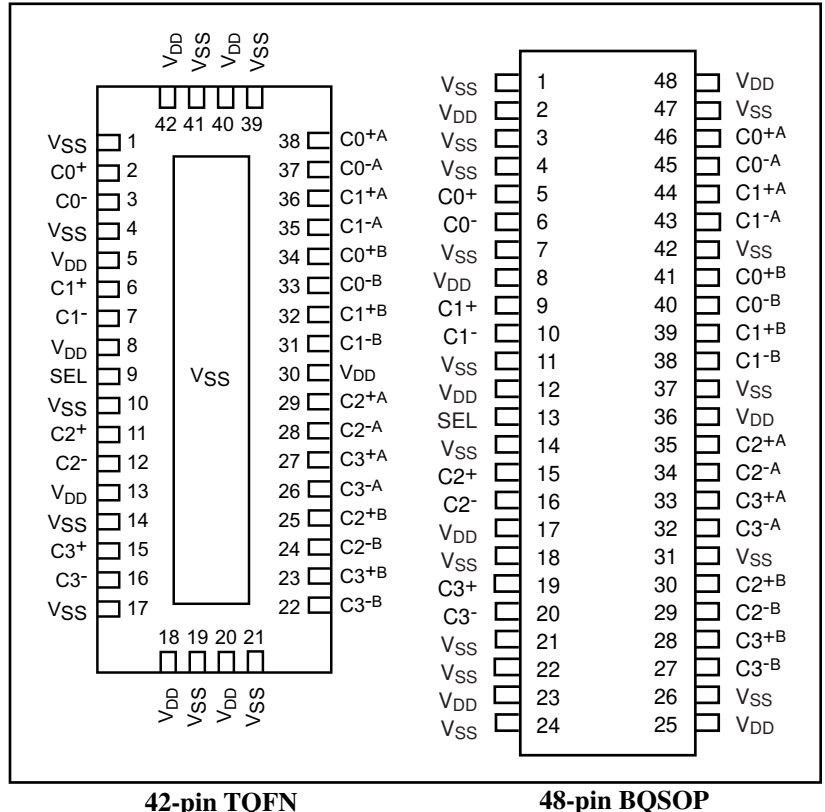 VDD VSS VDD VSS
42 41 40 39
VSS 1
C0+ 2
C0- 3
VSS 4
VDD 5
C1+ 6
C1- 7
VDD 8
SEL 9
VSS 10
C2+ 11
C2- 12
VDD 13
VSS 14
C3+ 15
C3- 16
VSS 17
VSS
38 C0+A
37 C0-A
36 C1+A
35 C1-A
34 C0+B
33 C0-B
32 C1+B
31 C1-B
30 VDD
29 C2+A
28 C2-A
27 C3+A
26 C3-A
25 C2+B
24 C2-B
23 C3+B
22 C3-B
18 19 20 21
VDD VSS VDD VSS
42-pin TQFN
VSS 1 48 VDD
VDD 2 47 VSS
VSS 3 46 C0+A
VSS 4 45 C0-A
C0+ 5 44 C1+A
C0- 6 43 C1-A
VSS 7 42 VSS
VDD 8 41 C0+B
C1+ 9 40 C0-B
C1- 10 39 C1+B
VSS 11 38 C1-B
VDD 12 37 VSS
SEL 13 36 VDD
VSS 14 35 C2+A
C2+ 15 34 C2-A
C2- 16 33 C3+A
VDD 17 32 C3-A
VSS 18 31 VSS
C3+ 19 30 C2+B
C3- 20 29 C2-B
VSS 21 28 C3+B
VSS 22 27 C3-B
VDD 23 26 VSS
VSS 24 25 VDD
48-pin BQSOP